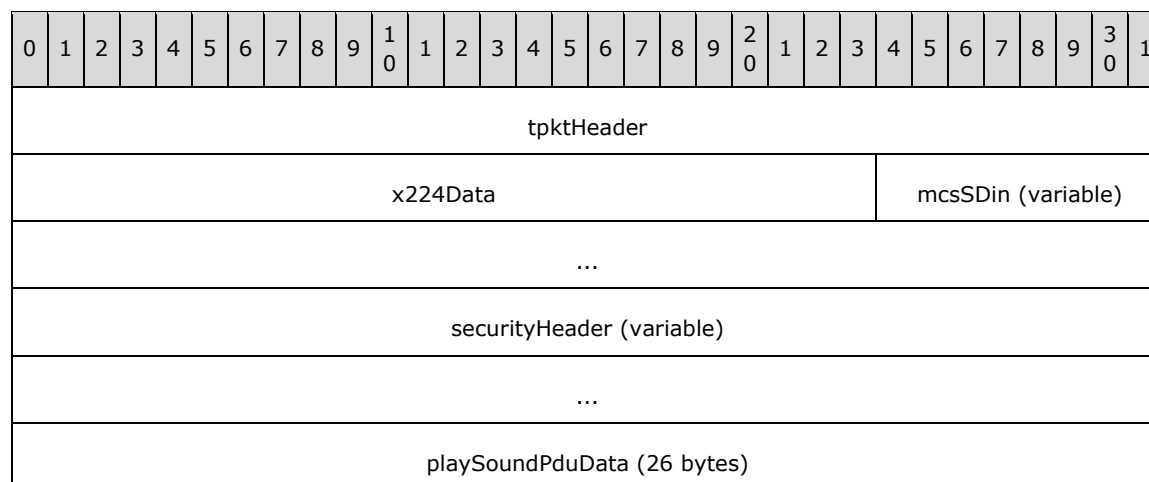 0 1 2 3 4 5 6 7 8 9 1 0 1 2 3 4 5 6 7 8 9 2 0 1 2 3 4 5 6 7 8 9 3 0 1
tpktHeader
x224Data mcsSDin (variable)
...
securityHeader (variable)
...
playSoundPduData (26 bytes)